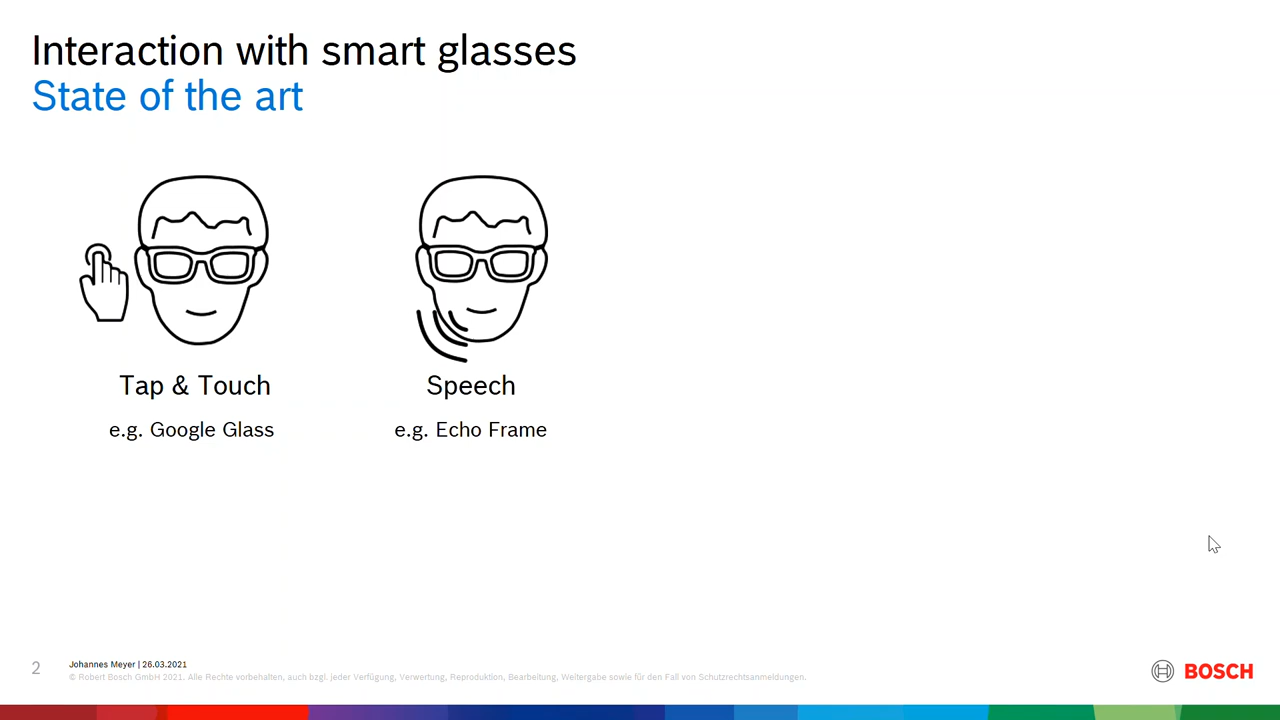 Interaction with smart glasses
State of the art
Tap & Touch
Speech
e.g. Google Glass
e.g. Echo Frame
2
Johannes Meyer | 26.03.2021
© Robert Bosch GmbH 2021. Alle Rechte vorbehalten, auch bzgl. jeder Verfügung, Verwertung, Reproduktion, Bearbeitung, Weitergabe sowie für den Fall von Schutzrechtsanmeldungen.
BOSCH